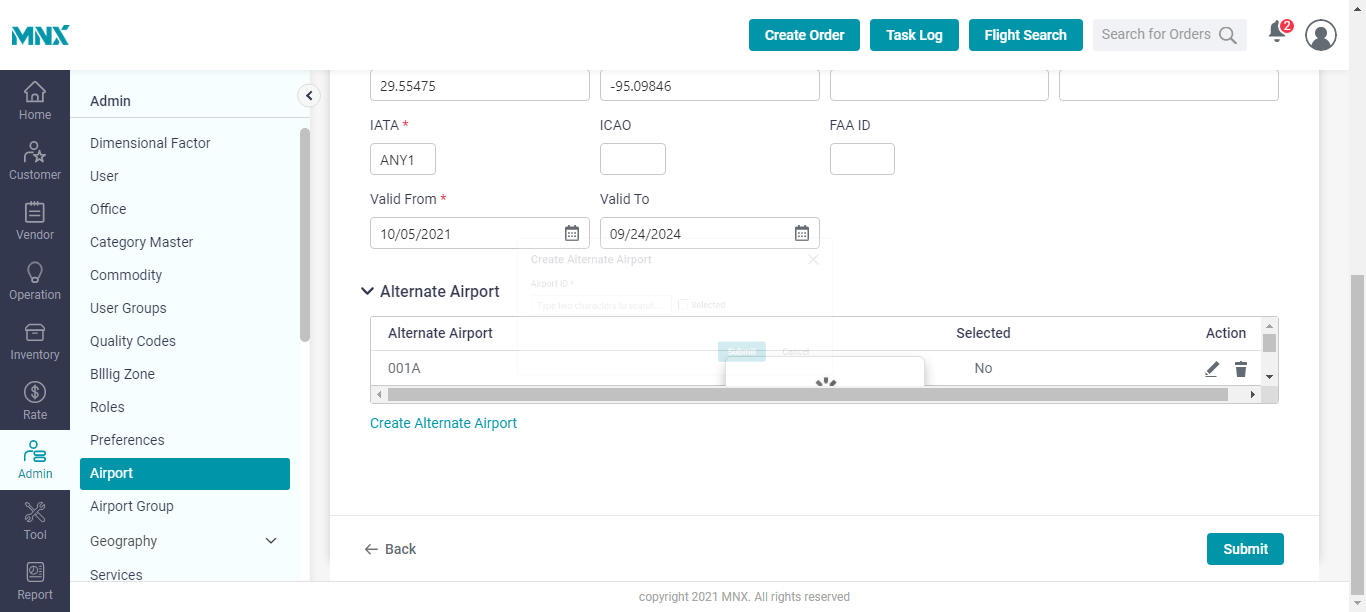 MNX
Create Order
Task Log
Flight Search
Search for Orders
2
Home
Customer
Vendor
Operation
Inventory
Rate
Admin
Tool
Report
Admin
Dimensional Factor
User
Office
Category Master
Commodity
User Groups
Quality Codes
BIllig Zone
Roles
Preferences
Airport
Airport Group
Geography
Services
29.55475
-95.09846
IATA *
ICAO
FAA ID
ANY1
Valid From *
Valid To
10/05/2021
09/24/2024
Create Alternate Airport
Airport ID *
Type two characters to searct...
Selected
Submit
Cancel
Alternate Airport
Alternate Airport Selected Action
001A No
Create Alternate Airport
Back
Submit
copyright 2021 MNX. All rights reserved